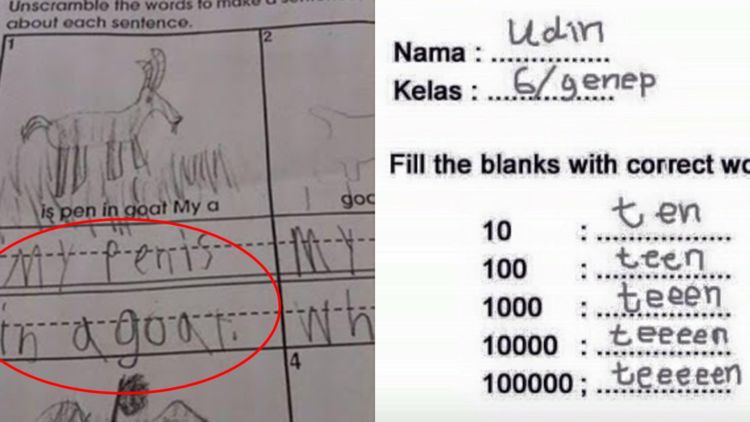 Unscramble the words to make a
about each sentence.
1
2
is pen in goat My a
My penis
in a goat.
My
Wh
4
Nama : Udin
Kelas : 6/genep
Fill the blanks with correct wo
10 : ten
100 : teen
1000 : teeen
10000 : teeeen
100000 ; teeeeen